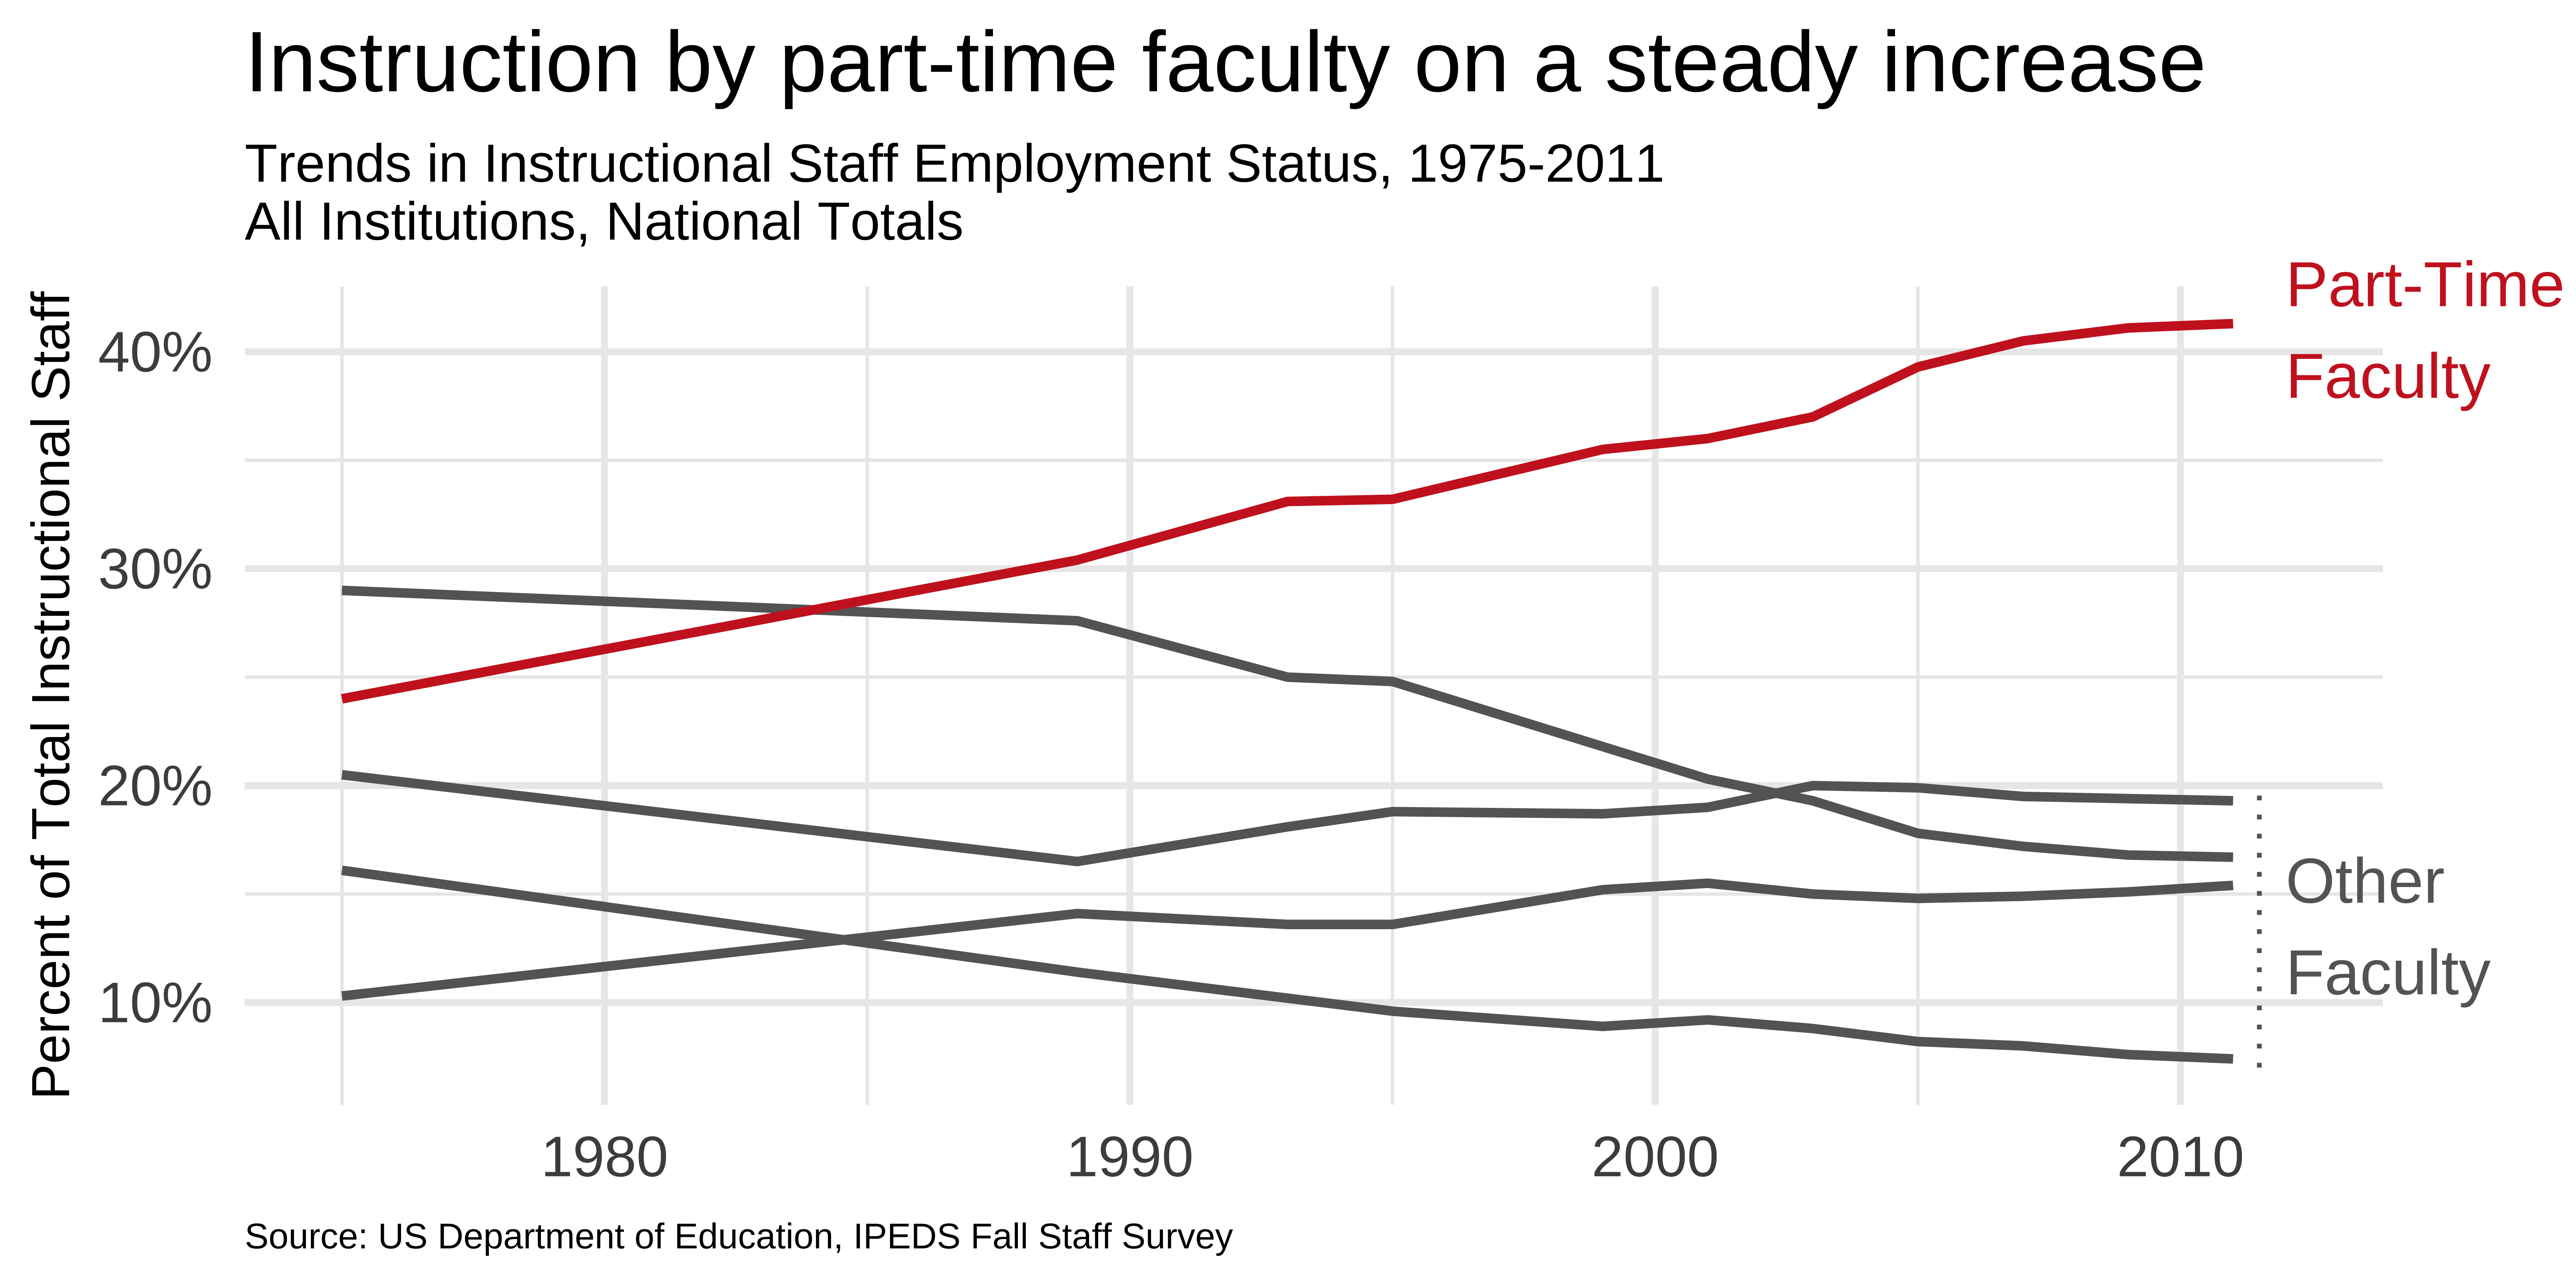 Instruction by part-time faculty on a steady increase
Trends in Instructional Staff Employment Status, 1975-2011
All Institutions, National Totals
Percent of Total Instructional Staff
40%
30%
20%
10%
Part-Time
Faculty
Other
Faculty
1980
1990
2000
2010
Source: US Department of Education, IPEDS Fall Staff Survey